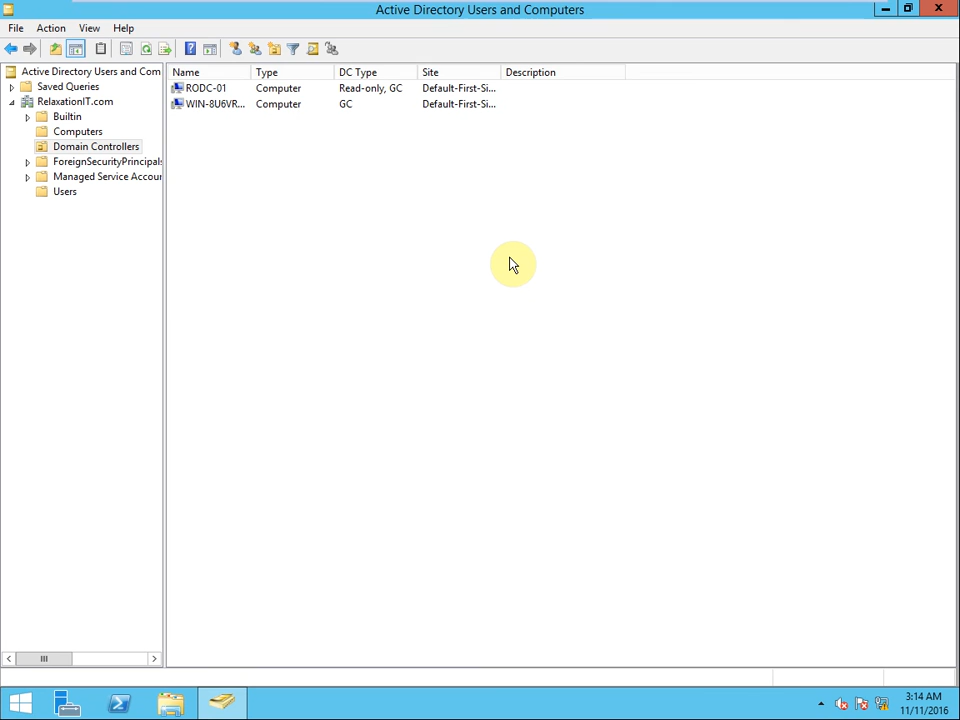 Active Directory Users and Computers
File Action View Help
Active Directory Users and Com
Saved Queries
RelaxationIT.com
Builtin
Computers
Domain Controllers
ForeignSecurityPrincipals
Managed Service Accour
Users
Name Type DC Type Site Description
RODC-01 Computer Read-only, GC Default-First-Si...
WIN-8U6VR... Computer GC Default-First-Si...
3:14 AM
11/11/2016